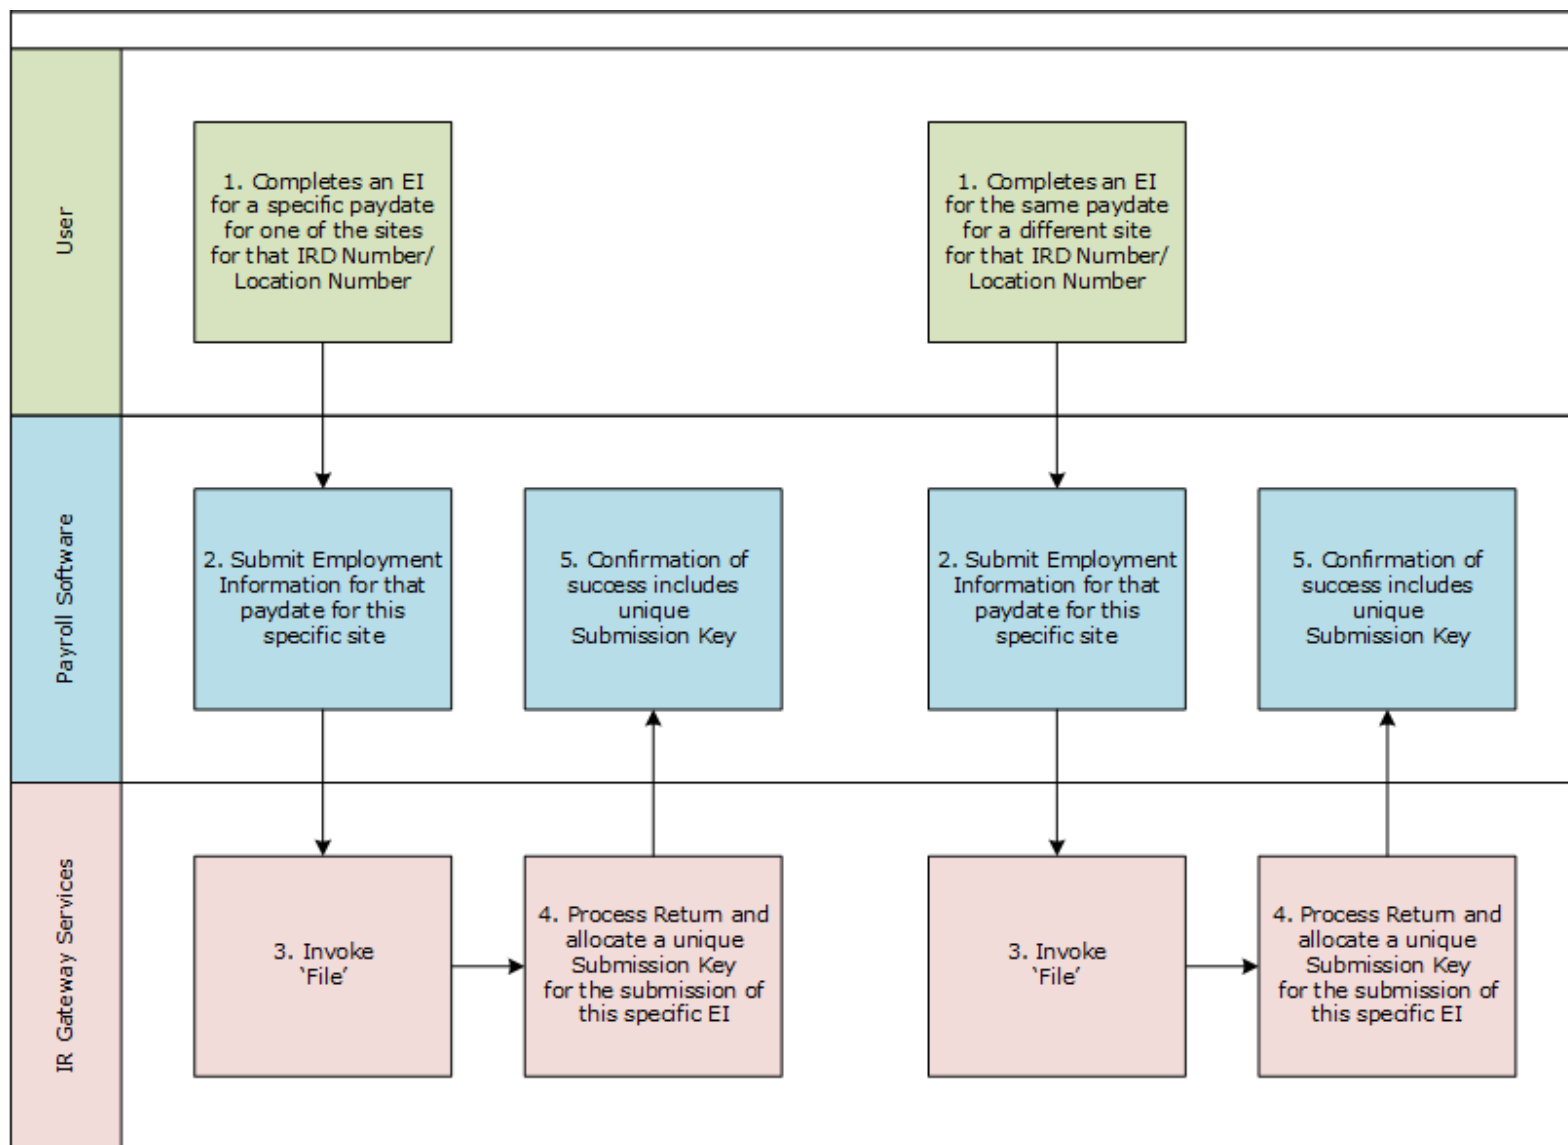 User
1. Completes an EI
for a specific paydate
for one of the sites
for that IRD Number/
Location Number
1. Completes an EI
for the same paydate
for a different site
for that IRD Number/
Location Number
Payroll Software
2. Submit Employment
Information for that
paydate for this
specific site
5. Confirmation of
success includes
unique
Submission Key
2. Submit Employment
Information for that
paydate for this
specific site
5. Confirmation of
success includes
unique
Submission Key
IR Gateway Services
3. Invoke
‘File’
4. Process Return and
allocate a unique
Submission Key
for the submission of
this specific EI
3. Invoke
‘File’
4. Process Return and
allocate a unique
Submission Key
for the submission of
this specific EI